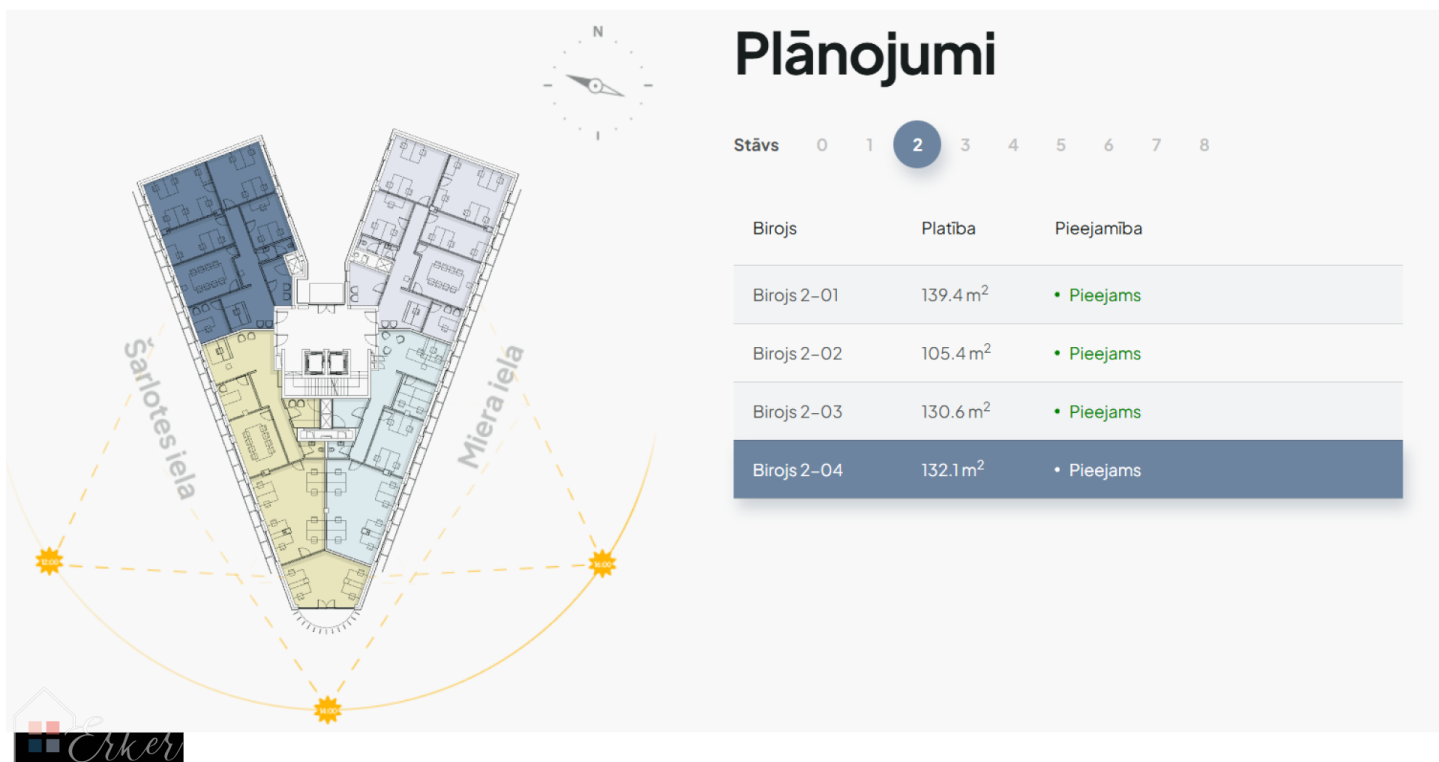 N
Plānojumi
Stāvs 0 1 2 3 4 5 6 7 8
Birojs Platība Pieejamība
Birojs 2-01 139.4 m² • Pieejams
Birojs 2-02 105.4 m² • Pieejams
Birojs 2-03 130.6 m² • Pieejams
Birojs 2-04 132.1 m² • Pieejams
Šarlotes iela
Miera iela
12:00
16:00
14:00
Erker